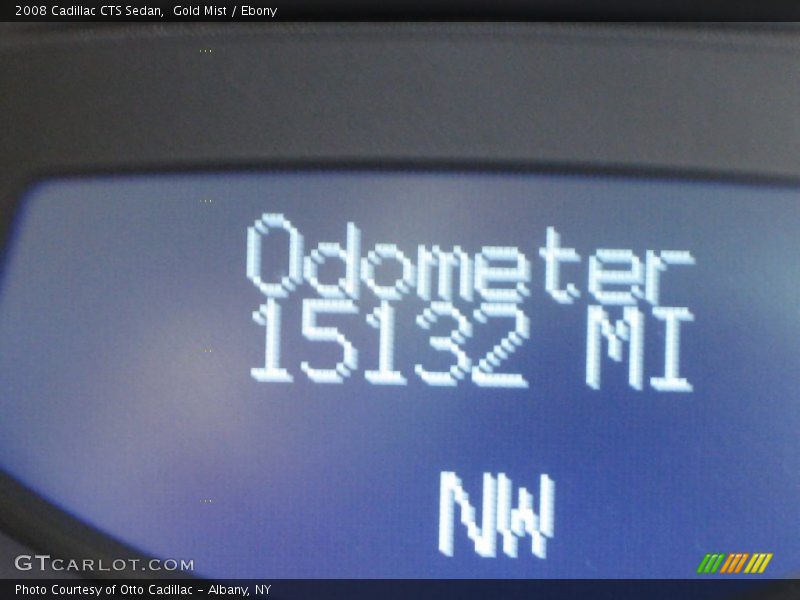 2008 Cadillac CTS Sedan,  Gold Mist / Ebony
Odometer
15132 MI
NW
GTCARLOT.COM
Photo Courtesy of Otto Cadillac – Albany, NY